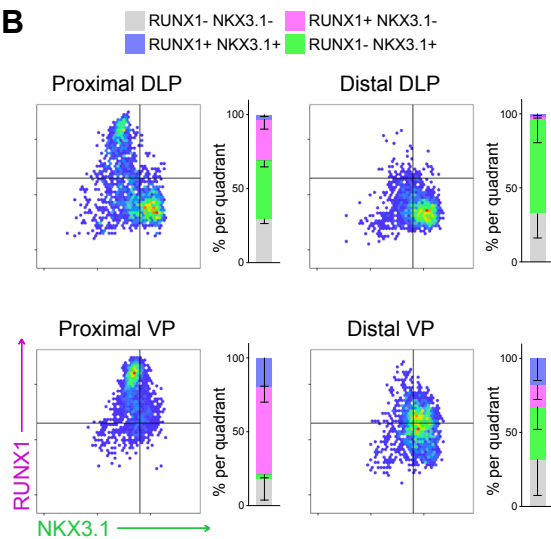 B
RUNX1- NKX3.1- RUNX1+ NKX3.1-
RUNX1+ NKX3.1+ RUNX1- NKX3.1+
Proximal DLP
Distal DLP
% per quadrant
100
50
0
% per quadrant
100
50
0
Proximal VP
Distal VP
% per quadrant
100
50
0
% per quadrant
100
50
0
RUNX1
NKX3.1